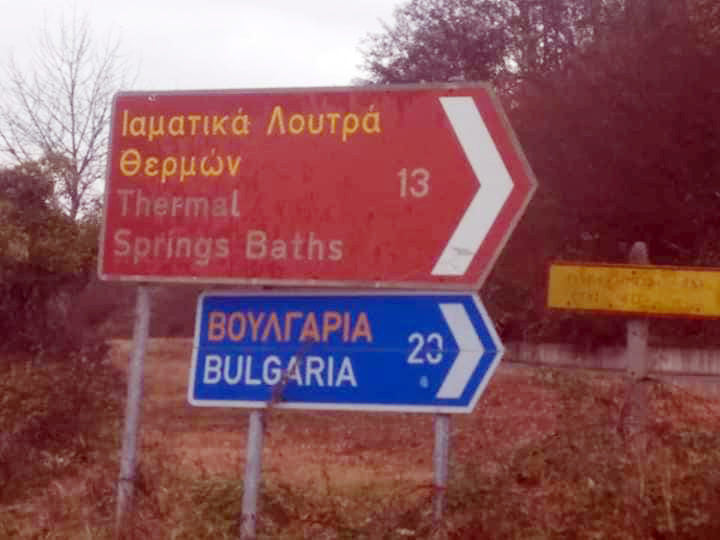 Ιαματικά Λουτρά
Θερμών
Thermal
Springs Baths
13
ΒΟΥΛΓΑΡΙΑ
BULGARIA
20